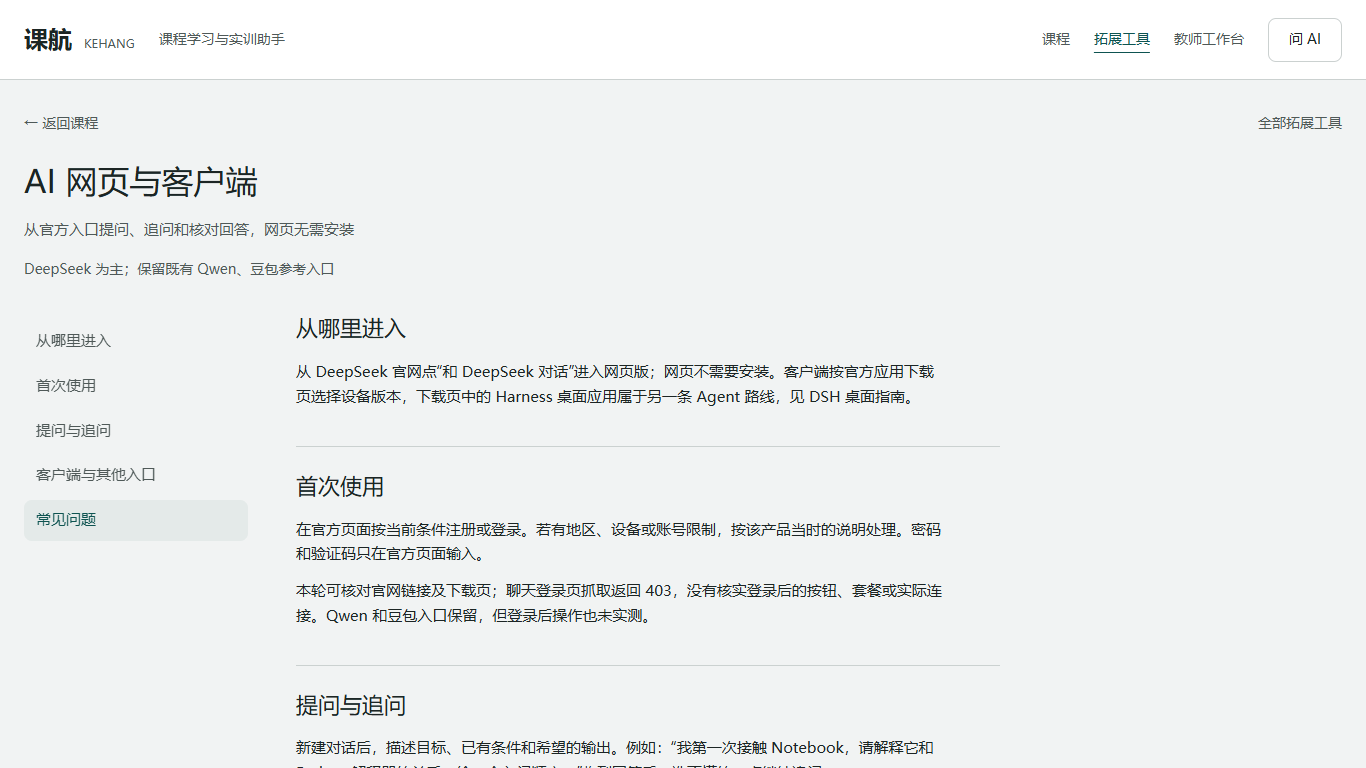 课航 KEHANG 课程学习与实训助手 课程 拓展工具 教师工作台 问 AI
← 返回课程 全部拓展工具
AI 网页与客户端
从官方入口提问、追问和核对回答，网页无需安装
DeepSeek 为主；保留既有 Qwen、豆包参考入口
从哪里进入
首次使用
提问与追问
客户端与其他入口
常见问题
从哪里进入
从 DeepSeek 官网点“和 DeepSeek 对话”进入网页版；网页不需要安装。客户端按官方应用下载
页选择设备版本，下载页中的 Harness 桌面应用属于另一条 Agent 路线，见 DSH 桌面指南。
首次使用
在官方页面按当前条件注册或登录。若有地区、设备或账号限制，按该产品当时的说明处理。密码
和验证码只在官方页面输入。
本轮可核对官网链接及下载页；聊天登录页抓取返回 403，没有核实登录后的按钮、套餐或实际连
接。Qwen 和豆包入口保留，但登录后操作也未实测。
提问与追问
新建对话后，描述目标、已有条件和希望的输出。例如：“我第一次接触 Notebook，请解释它和